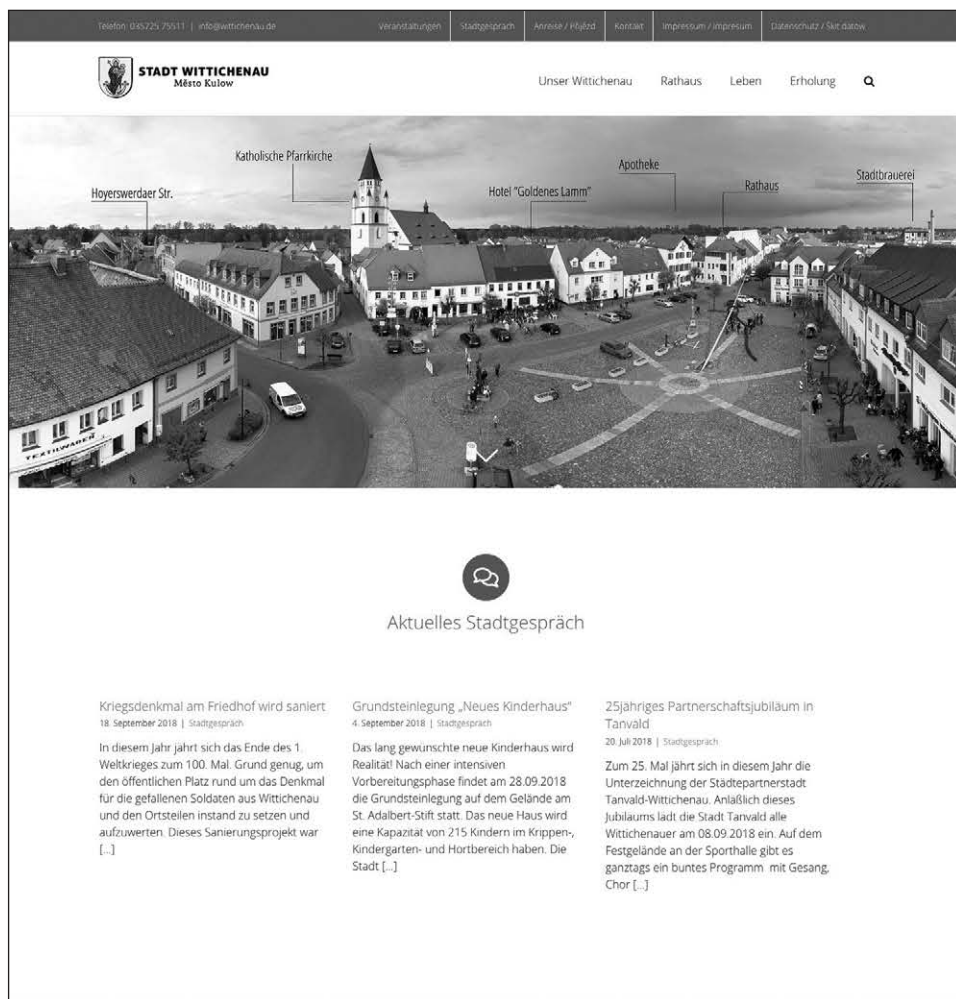 Telefon: 035725 75511 | info@wittichenau.de
Veranstaltungen
Stadtgespräch
Anreise / Přijězd
Kontakt
Impressum / Impresum
Datenschutz / Škit datow
STADT WITTICHENAU
Město Kulow
Unser Wittichenau
Rathaus
Leben
Erholung
Katholische Pfarrkirche
Hoyerswerdaer Str.
Hotel "Goldenes Lamm"
Apotheke
Rathaus
Stadtbrauerei
TEXTILWAREN
Aktuelles Stadtgespräch
Kriegsdenkmal am Friedhof wird saniert
18. September 2018 | Stadtgespräch
In diesem Jahr jährt sich das Ende des 1.
Weltkrieges zum 100. Mal. Grund genug, um
den öffentlichen Platz rund um das Denkmal
für die gefallenen Soldaten aus Wittichenau
und den Ortsteilen instand zu setzen und
aufzuwerten. Dieses Sanierungsprojekt war
[...]
Grundsteinlegung „Neues Kinderhaus"
4. September 2018 | Stadtgespräch
Das lang gewünschte neue Kinderhaus wird
Realität! Nach einer intensiven
Vorbereitungsphase findet am 28.09.2018
die Grundsteinlegung auf dem Gelände am
St. Adalbert-Stift statt. Das neue Haus wird
eine Kapazität von 215 Kindern im Krippen-,
Kindergarten- und Hortbereich haben. Die
Stadt [...]
25jähriges Partnerschaftsjubiläum in
Tanvald
20. Juli 2018 | Stadtgespräch
Zum 25. Mal jährt sich in diesem Jahr die
Unterzeichnung der Städtepartnerstadt
Tanvald-Wittichenau. Anläßlich dieses
Jubiläums lädt die Stadt Tanvald alle
Wittichenauer am 08.09.2018 ein. Auf dem
Festgelände an der Sporthalle gibt es
ganztags ein buntes Programm mit Gesang,
Chor [...]